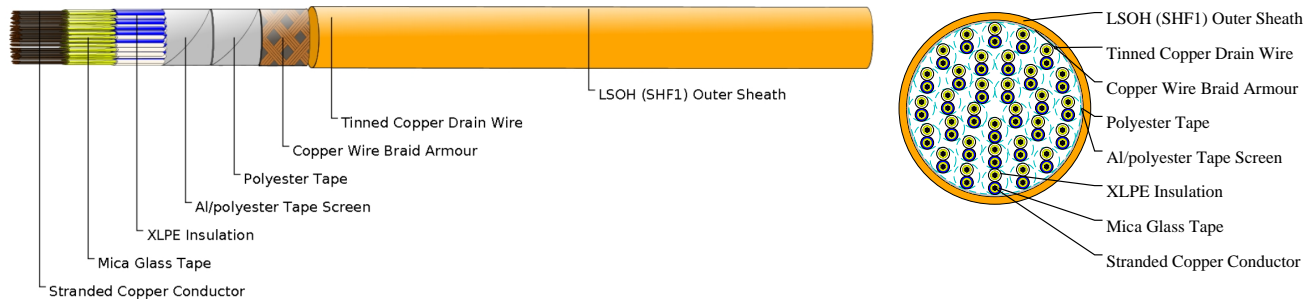 LSOH (SHF1) Outer Sheath
Tinned Copper Drain Wire
Copper Wire Braid Armour
Polyester Tape
Al/polyester Tape Screen
XLPE Insulation
Mica Glass Tape
Stranded Copper Conductor
LSOH (SHF1) Outer Sheath
Tinned Copper Drain Wire
Copper Wire Braid Armour
Polyester Tape
Al/polyester Tape Screen
XLPE Insulation
Mica Glass Tape
Stranded Copper Conductor